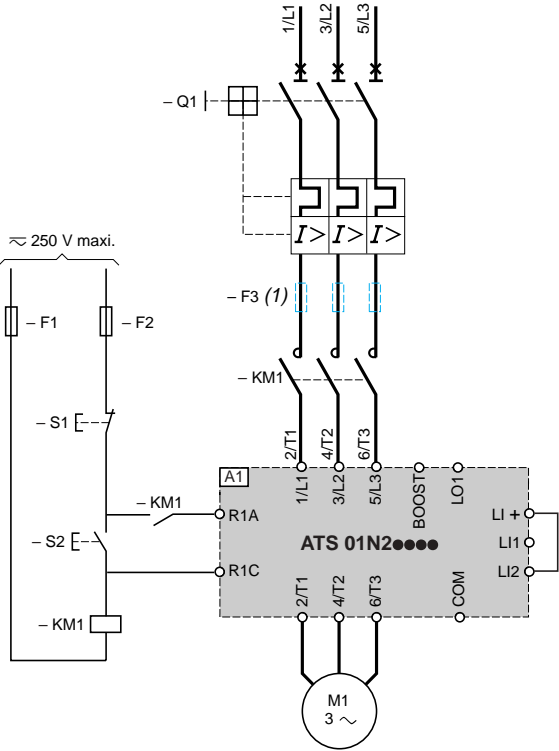 1/L1 3/L2 5/L3
– Q1
I> I> I>
250 V maxi.
– F3 (1)
– F1 – F2
– KM1
– S1
2/T1 4/T2 6/T3
A1
1/L1 3/L2 5/L3 BOOST LO1
– KM1
R1A
LI +
– S2
ATS 01N2●●●●
LI1
R1C
LI2
2/T1 4/T2 6/T3 COM
– KM1
M1
3 ~